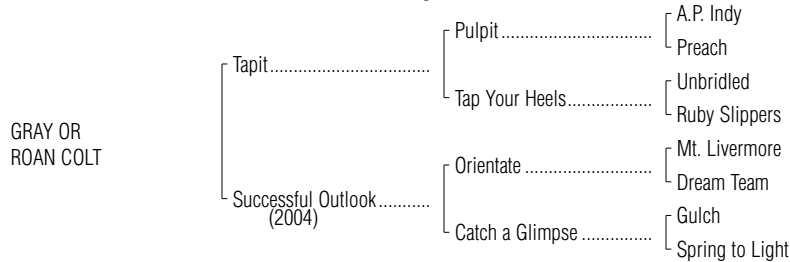 GRAY OR
ROAN COLT
Tapit................................
Successful Outlook...........
(2004)
Pulpit..............................
Tap Your Heels.................
Orientate .........................
Catch a Glimpse ..............
A.P. Indy
Preach
Unbridled
Ruby Slippers
Mt. Livermore
Dream Team
Gulch
Spring to Light